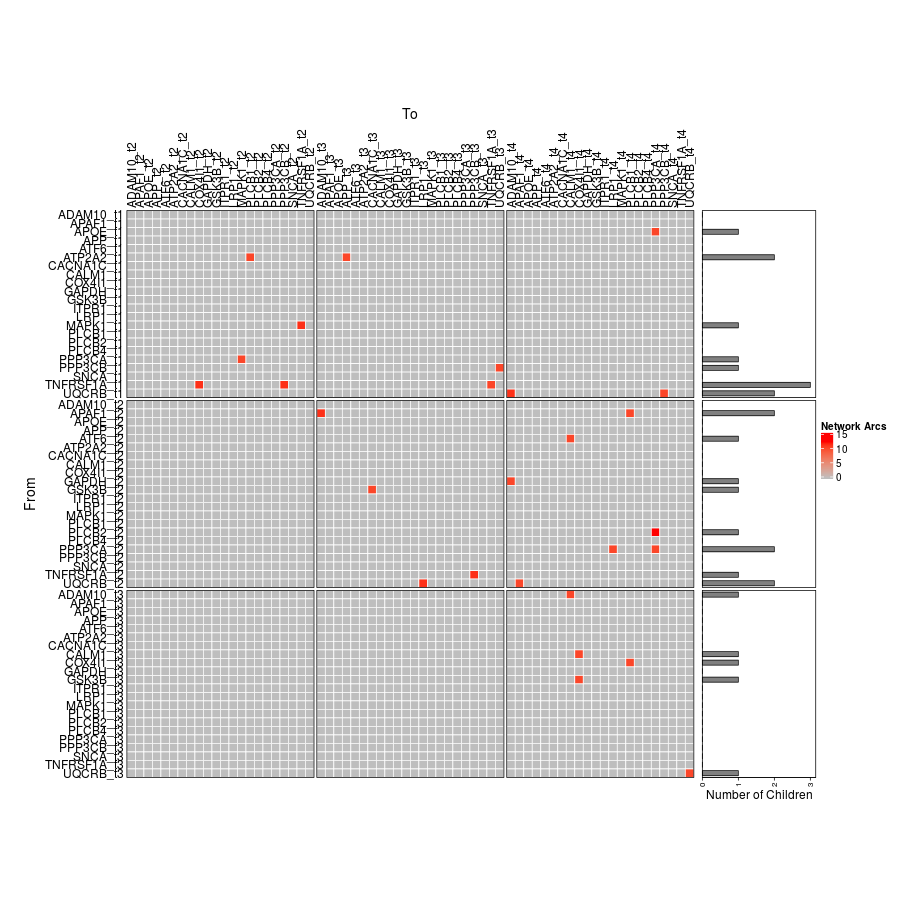 To
ADAM10_t2
APAF1_t2
APOE_t2
APP_t2
ATF6_t2
ATP2A2_t2
CACNA1C_t2
CALM1_t2
COX4I1_t2
GAPDH_t2
GSK3B_t2
ITPR1_t2
LRP1_t2
MAPK1_t2
PLCB1_t2
PLCB2_t2
PLCB4_t2
PPP3CA_t2
PPP3CB_t2
SNCA_t2
TNFRSF1A_t2
UQCRB_t2
ADAM10_t3
APAF1_t3
APOE_t3
APP_t3
ATF6_t3
ATP2A2_t3
CACNA1C_t3
CALM1_t3
COX4I1_t3
GAPDH_t3
GSK3B_t3
ITPR1_t3
LRP1_t3
MAPK1_t3
PLCB1_t3
PLCB2_t3
PLCB4_t3
PPP3CA_t3
PPP3CB_t3
SNCA_t3
TNFRSF1A_t3
UQCRB_t3
ADAM10_t4
APAF1_t4
APOE_t4
APP_t4
ATF6_t4
ATP2A2_t4
CACNA1C_t4
CALM1_t4
COX4I1_t4
GAPDH_t4
GSK3B_t4
ITPR1_t4
LRP1_t4
MAPK1_t4
PLCB1_t4
PLCB2_t4
PLCB4_t4
PPP3CA_t4
PPP3CB_t4
SNCA_t4
TNFRSF1A_t4
UQCRB_t4
From
ADAM10_t1
APAF1_t1
APOE_t1
APP_t1
ATF6_t1
ATP2A2_t1
CACNA1C_t1
CALM1_t1
COX4I1_t1
GAPDH_t1
GSK3B_t1
ITPR1_t1
LRP1_t1
MAPK1_t1
PLCB1_t1
PLCB2_t1
PLCB4_t1
PPP3CA_t1
PPP3CB_t1
SNCA_t1
TNFRSF1A_t1
UQCRB_t1
ADAM10_t2
APAF1_t2
APOE_t2
APP_t2
ATF6_t2
ATP2A2_t2
CACNA1C_t2
CALM1_t2
COX4I1_t2
GAPDH_t2
GSK3B_t2
ITPR1_t2
LRP1_t2
MAPK1_t2
PLCB1_t2
PLCB2_t2
PLCB4_t2
PPP3CA_t2
PPP3CB_t2
SNCA_t2
TNFRSF1A_t2
UQCRB_t2
ADAM10_t3
APAF1_t3
APOE_t3
APP_t3
ATF6_t3
ATP2A2_t3
CACNA1C_t3
CALM1_t3
COX4I1_t3
GAPDH_t3
GSK3B_t3
ITPR1_t3
LRP1_t3
MAPK1_t3
PLCB1_t3
PLCB2_t3
PLCB4_t3
PPP3CA_t3
PPP3CB_t3
SNCA_t3
TNFRSF1A_t3
UQCRB_t3
0 1 2 3
Number of Children
Network Arcs
15
10
5
0